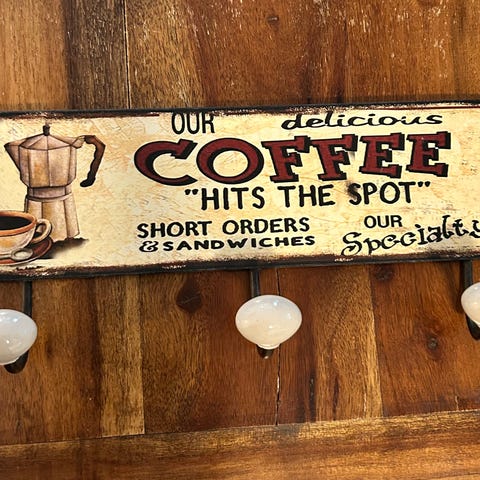 OUR delicious
COFFEE
"HITS THE SPOT"
SHORT ORDERS
& SANDWICHES
OUR
Specialty